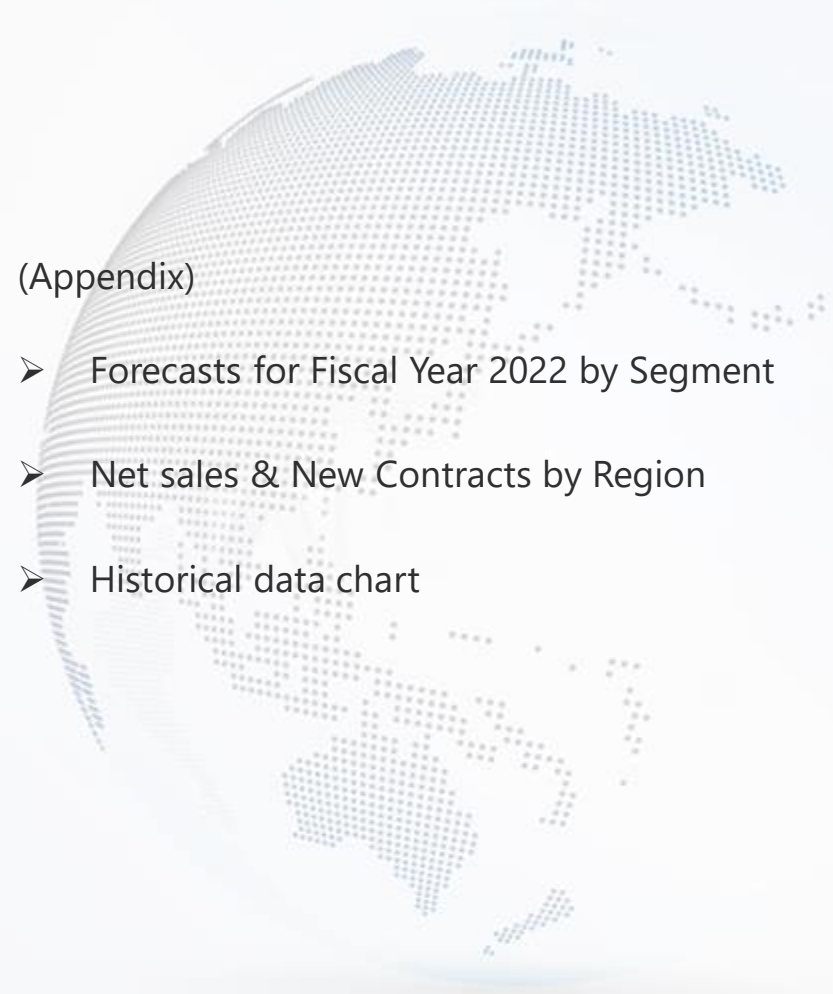 (Appendix)
➢ Forecasts for Fiscal Year 2022 by Segment
➢ Net sales & New Contracts by Region
➢ Historical data chart